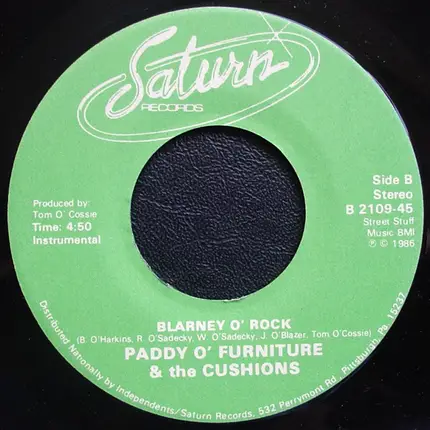 Saturn
RECORDS
Produced by:
Tom O' Cossie
Time: 4:50
Instrumental
Side B
Stereo
B 2109-45
Street Stuff
Music BMI
℗ © 1986
BLARNEY O' ROCK
(B. O'Harkins, R. O'Sadecky, W. O'Sadecky, J. O'Blazer, Tom O'Cossie)
PADDY O' FURNITURE
& the CUSHIONS
Distributed Nationally by Independents/Saturn Records, 532 Perrymont Rd., Pittsburgh, Pa. 15237